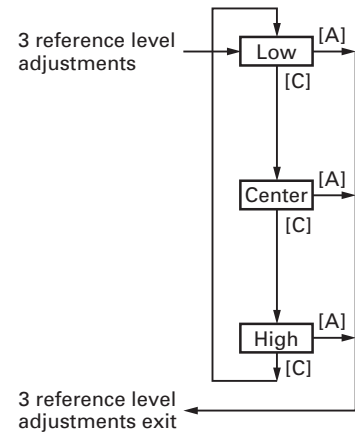 3 reference level
adjustments
Low
[A]
[C]
Center
[A]
[C]
High
[A]
[C]
3 reference level
adjustments exit